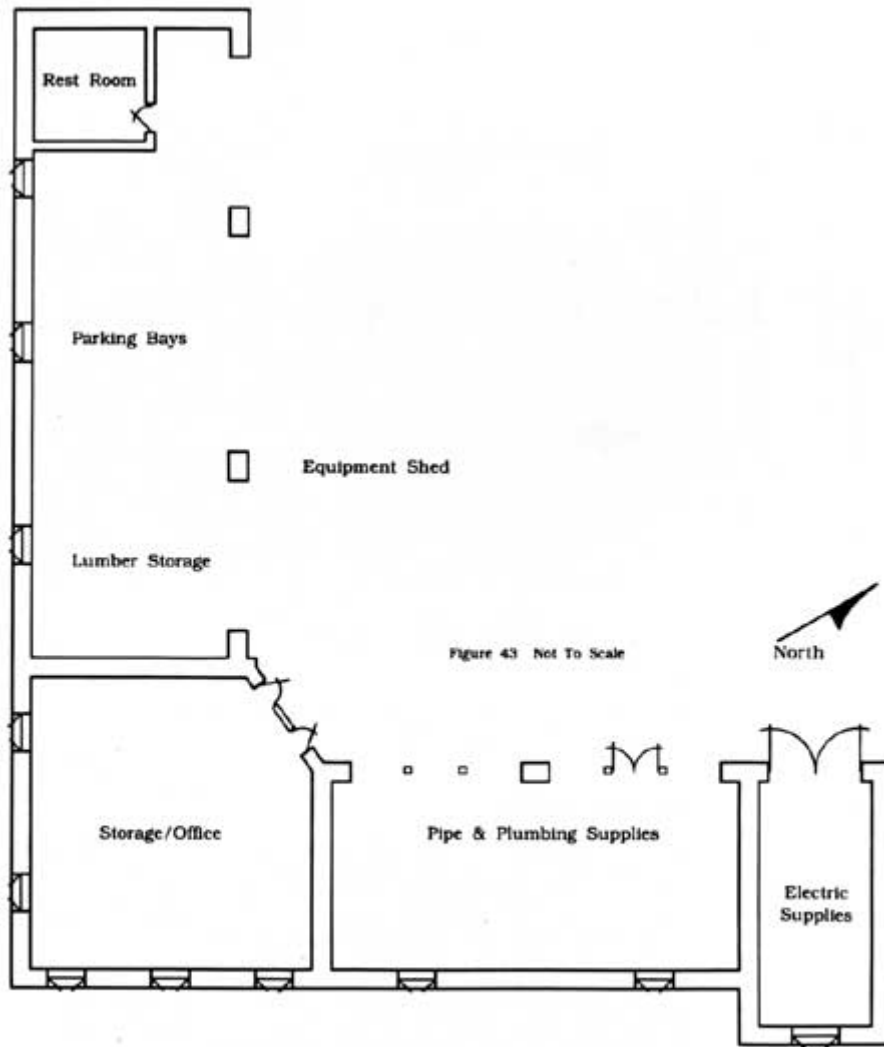 Rest Room
Parking Bays
Equipment Shed
Lumber Storage
Figure 43 Not To Scale
North
Storage/Office
Pipe & Plumbing Supplies
Electric
Supplies